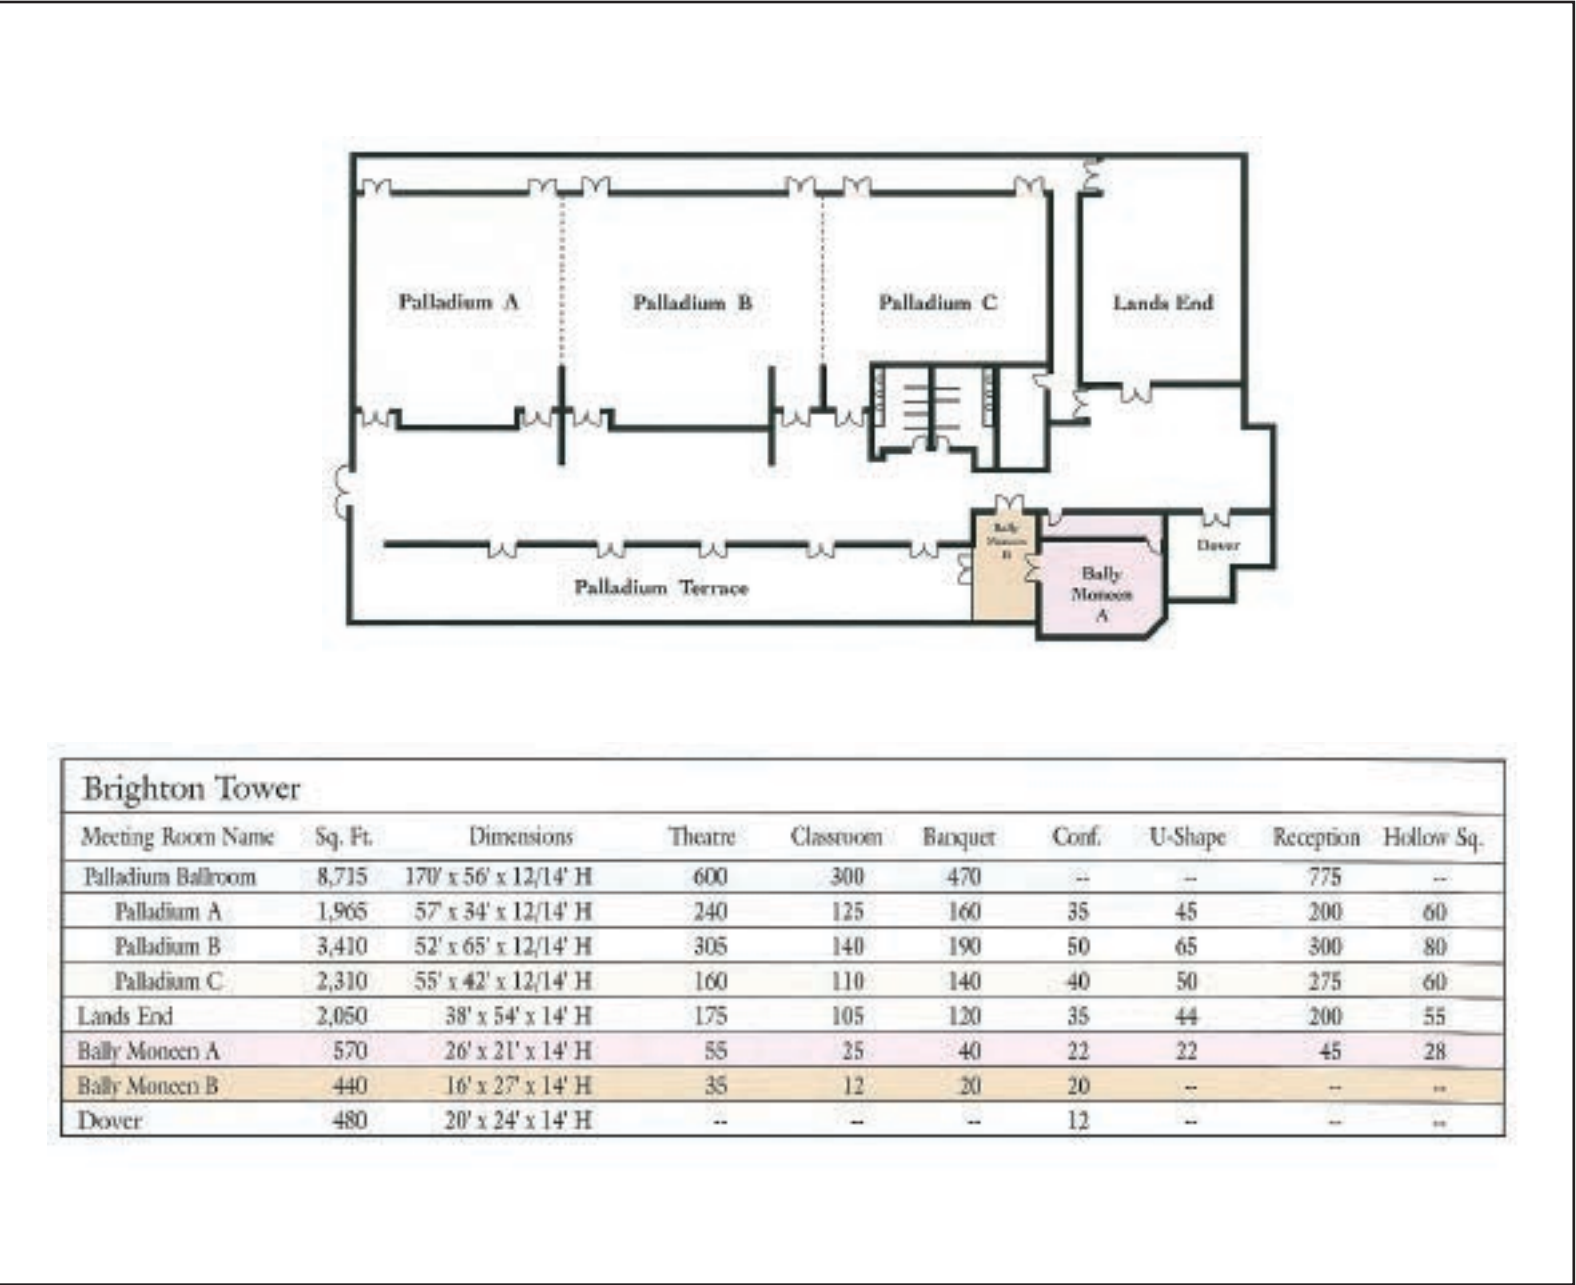 Palladium A
Palladium B
Palladium C
Lands End
Bally
Moneen
B
Dover
Bally
Moneen
A
Palladium Terrace
Brighton Tower
Meeting Room Name Sq. Ft. Dimensions Theatre Classroom Banquet Conf. U-Shape Reception Hollow Sq.
Palladium Ballroom 8,715 170' x 56' x 12/14' H 600 300 470 -- -- 775 --
Palladium A 1,965 57' x 34' x 12/14' H 240 125 160 35 45 200 60
Palladium B 3,410 52' x 65' x 12/14' H 305 140 190 50 65 300 80
Palladium C 2,310 55' x 42' x 12/14' H 160 110 140 40 50 275 60
Lands End 2,050 38' x 54' x 14' H 175 105 120 35 44 200 55
Bally Moneen A 570 26' x 21' x 14' H 55 25 40 22 22 45 28
Bally Moneen B 440 16' x 27' x 14' H 35 12 20 20 -- -- --
Dover 480 20' x 24' x 14' H -- -- -- 12 -- -- --